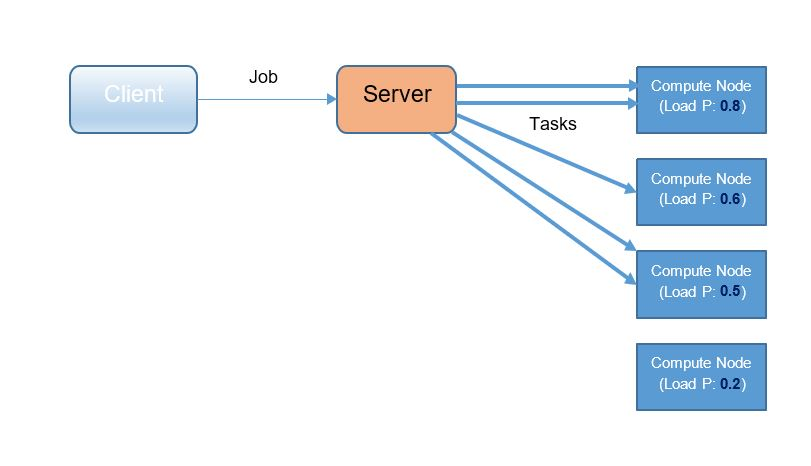 Client
Job
Server
Tasks
Compute Node
(Load P: 0.8)
Compute Node
(Load P: 0.6)
Compute Node
(Load P: 0.5)
Compute Node
(Load P: 0.2)